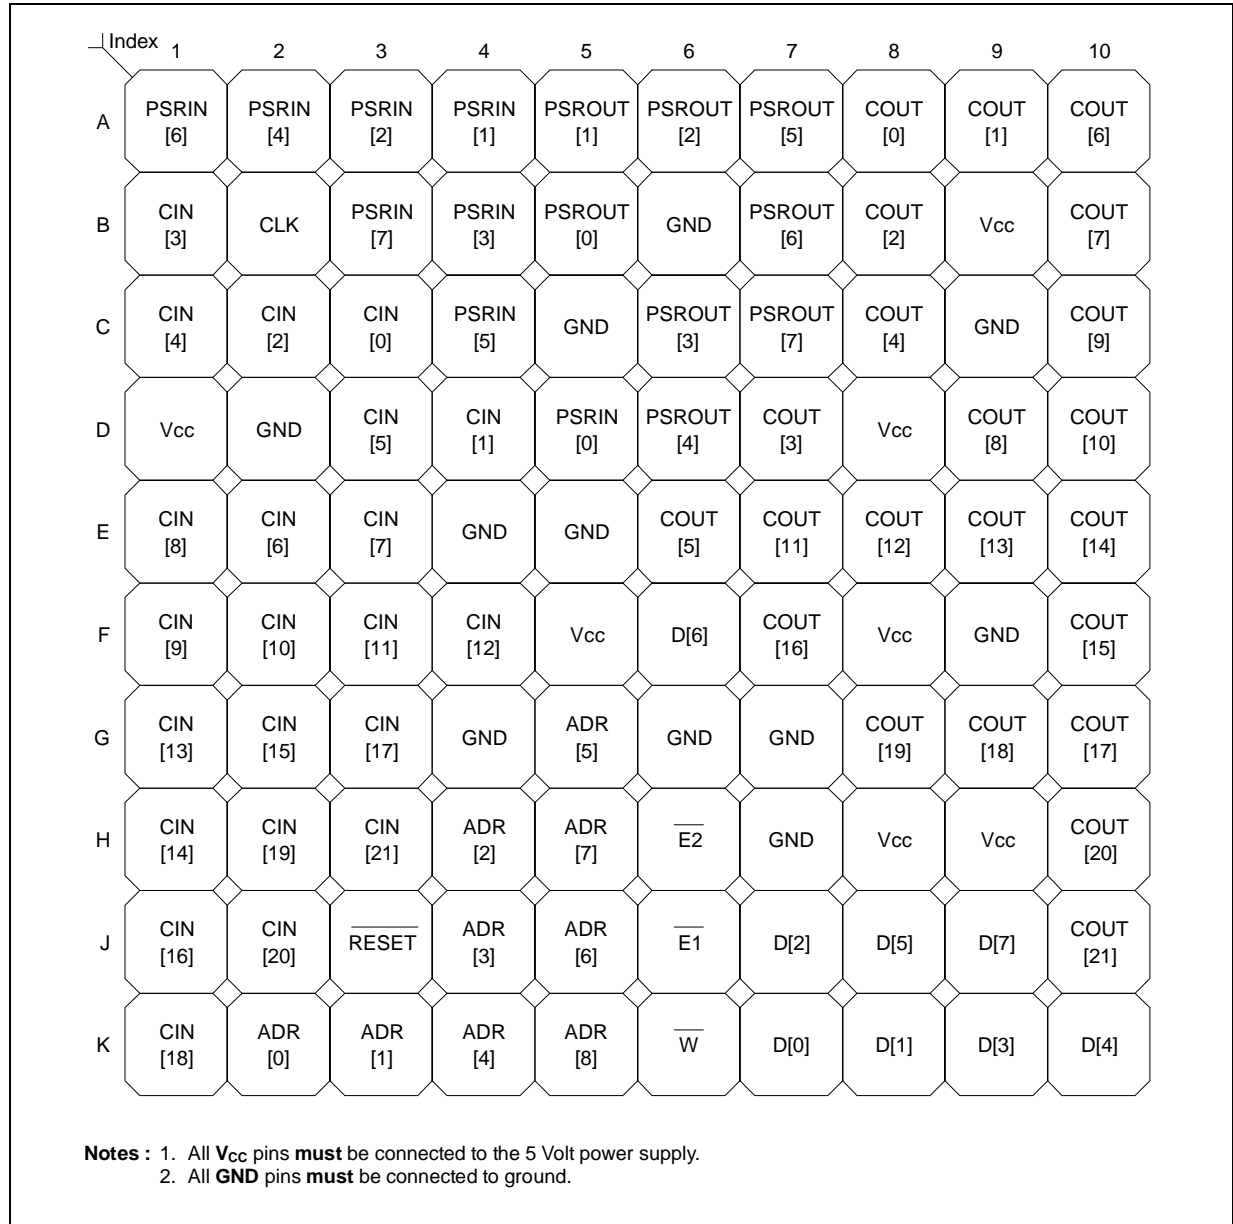 Index
1 2 3 4 5 6 7 8 9 10
A PSRIN PSRIN PSRIN PSRIN PSROUT PSROUT PSROUT COUT COUT COUT
[6] [4] [2] [1] [1] [2] [5] [0] [1] [6]
B CIN CLK PSRIN PSRIN PSROUT GND PSROUT COUT Vcc COUT
[3] [7] [3] [0] [6] [2] [7]
C CIN CIN CIN PSRIN GND PSROUT PSROUT COUT GND COUT
[4] [2] [0] [5] [3] [7] [4] [9]
D Vcc GND CIN CIN PSRIN PSROUT COUT Vcc COUT COUT
[5] [1] [0] [4] [3] [8] [10]
E CIN CIN CIN GND GND COUT COUT COUT COUT COUT
[8] [6] [7] [5] [11] [12] [13] [14]
F CIN CIN CIN CIN Vcc D[6] COUT Vcc GND COUT
[9] [10] [11] [12] [16] [15]
G CIN CIN CIN GND ADR GND GND COUT COUT COUT
[13] [15] [17] [5] [19] [18] [17]
H CIN CIN CIN ADR ADR E2 GND Vcc Vcc COUT
[14] [19] [21] [2] [7] [20]
J CIN CIN RESET ADR ADR E1 D[2] D[5] D[7] COUT
[16] [20] [3] [6] [21]
K CIN ADR ADR ADR ADR W D[0] D[1] D[3] D[4]
[18] [0] [1] [4] [8]
Notes : 1. All VCC pins must be connected to the 5 Volt power supply.
2. All GND pins must be connected to ground.